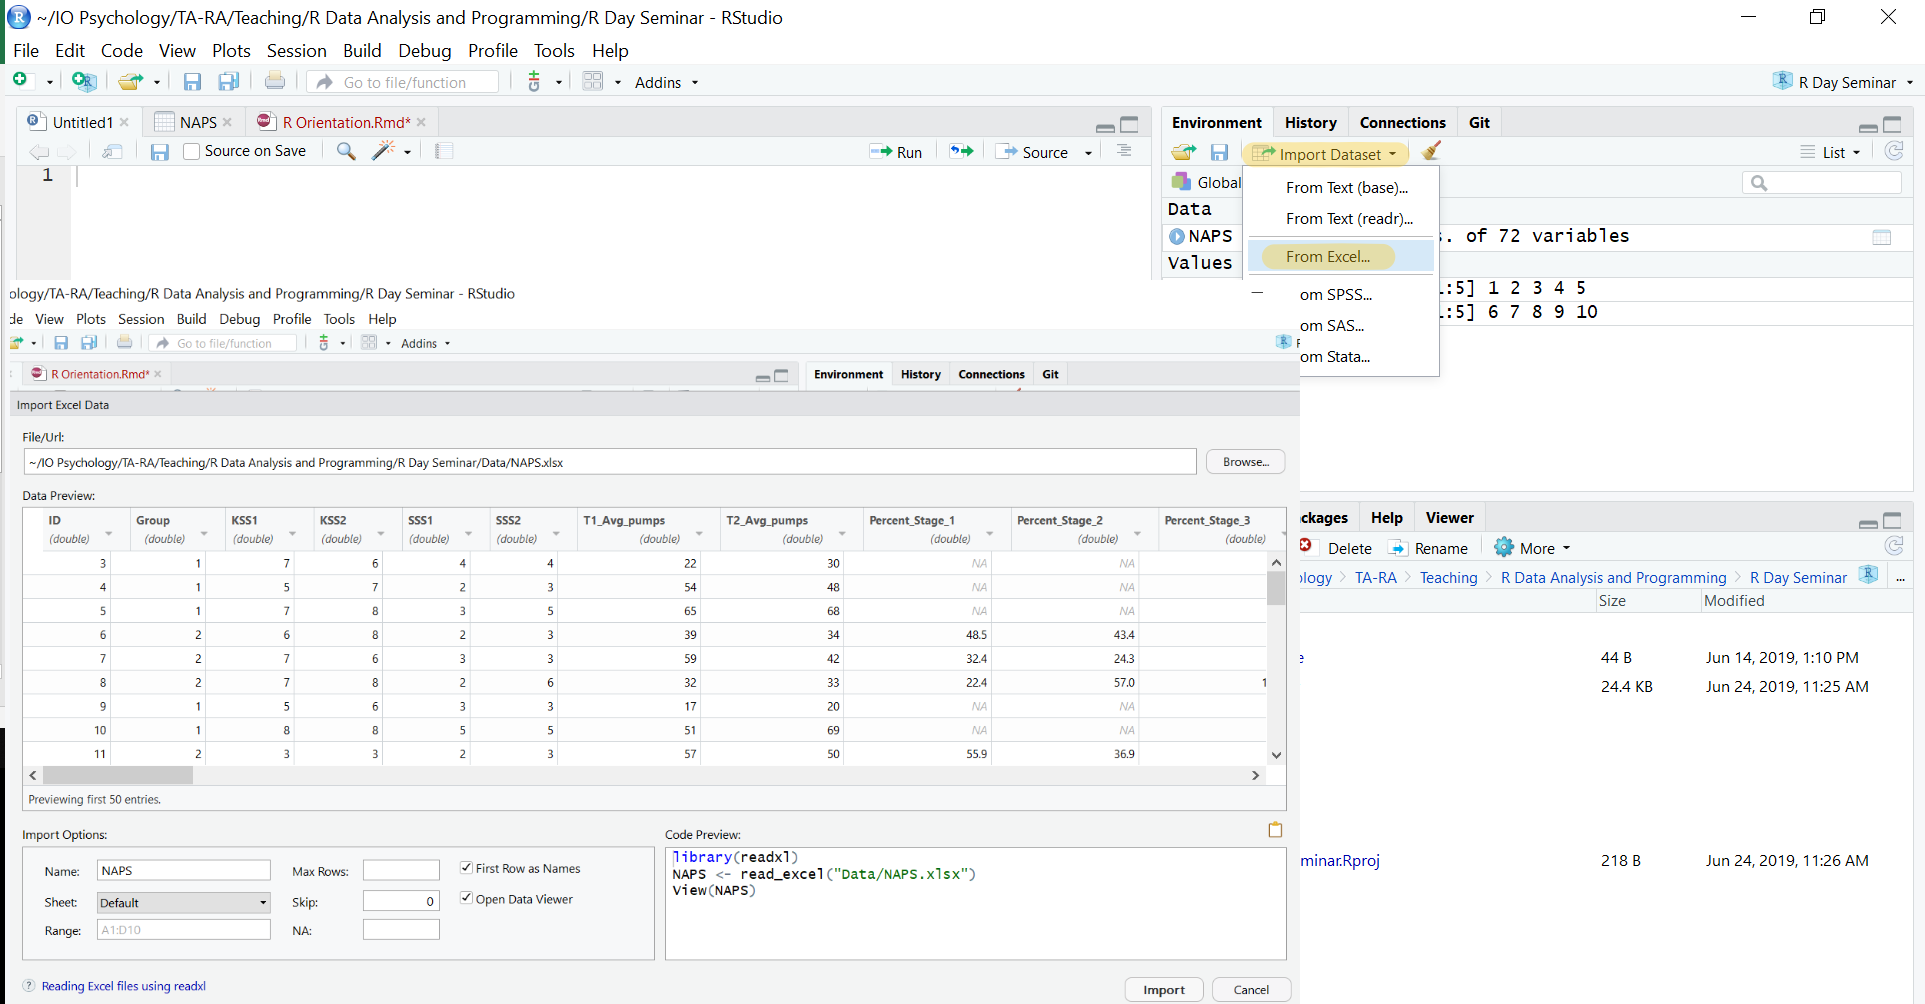 ~/IO Psychology/TA-RA/Teaching/R Data Analysis and Programming/R Day Seminar - RStudio
File Edit Code View Plots Session Build Debug Profile Tools Help
Go to file/function Addins R Day Seminar
Untitled1 NAPS R Orientation.Rmd*
Source on Save Run Source
1
Environment History Connections Git
Import Dataset List
Global
From Text (base)...
From Text (readr)...
From Excel...
om SPSS...
om SAS...
om Stata...
Data
NAPS . of 72 variables
Values
:5] 1 2 3 4 5
:5] 6 7 8 9 10
ology/TA-RA/Teaching/R Data Analysis and Programming/R Day Seminar - RStudio
de View Plots Session Build Debug Profile Tools Help
Go to file/function Addins
R Orientation.Rmd* Environment History Connections Git
Import Excel Data
File/Url:
~/IO Psychology/TA-RA/Teaching/R Data Analysis and Programming/R Day Seminar/Data/NAPS.xlsx Browse...
Data Preview:
ID Group KSS1 KSS2 SSS1 SSS2 T1_Avg_pumps T2_Avg_pumps Percent_Stage_1 Percent_Stage_2 Percent_Stage_3
(double) (double) (double) (double) (double) (double) (double) (double) (double) (double) (double)
3 1 7 6 4 4 22 30 NA NA
4 1 5 7 2 3 54 48 NA NA
5 1 7 8 3 5 65 68 NA NA
6 2 6 8 2 3 39 34 48.5 43.4
7 2 7 6 3 3 59 42 32.4 24.3
8 2 7 8 2 6 32 33 22.4 57.0 1
9 1 5 6 3 3 17 20 NA NA
10 1 8 8 5 5 51 69 NA NA
11 2 3 3 2 3 57 50 55.9 36.9
Previewing first 50 entries.
Import Options:
Name: NAPS Max Rows: First Row as Names
Sheet: Default Skip: 0 Open Data Viewer
Range: A1:D10 NA:
Code Preview:
library(readxl)
NAPS <- read_excel("Data/NAPS.xlsx")
View(NAPS)
Reading Excel files using readxl
Import Cancel
ckages Help Viewer
Delete Rename More
ology TA-RA Teaching R Data Analysis and Programming R Day Seminar ...
Size Modified
e 44 B Jun 14, 2019, 1:10 PM
24.4 KB Jun 24, 2019, 11:25 AM
minar.Rproj 218 B Jun 24, 2019, 11:26 AM